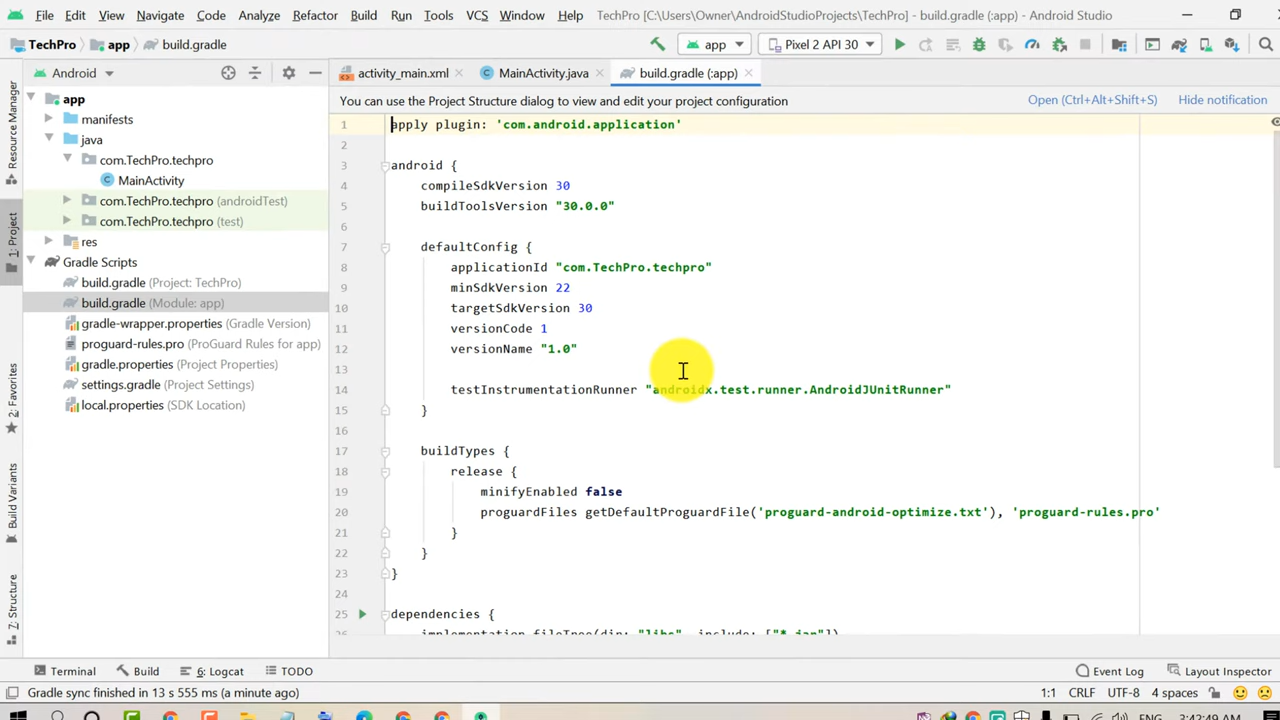 File Edit View Navigate Code Analyze Refactor Build Run Tools VCS Window Help TechPro [C:\Users\Owner\AndroidStudioProjects\TechPro] - build.gradle (:app) - Android Studio
TechPro app build.gradle app Pixel 2 API 30
Android activity_main.xml MainActivity.java build.gradle (:app)
You can use the Project Structure dialog to view and edit your project configuration Open (Ctrl+Alt+Shift+S) Hide notification
Resource Manager
1: Project
2: Favorites
Build Variants
7: Structure
app
manifests
java
com.TechPro.techpro
MainActivity
com.TechPro.techpro (androidTest)
com.TechPro.techpro (test)
res
Gradle Scripts
build.gradle (Project: TechPro)
build.gradle (Module: app)
gradle-wrapper.properties (Gradle Version)
proguard-rules.pro (ProGuard Rules for app)
gradle.properties (Project Properties)
settings.gradle (Project Settings)
local.properties (SDK Location)
1 apply plugin: 'com.android.application'
2
3 android {
4 compileSdkVersion 30
5 buildToolsVersion "30.0.0"
6
7 defaultConfig {
8 applicationId "com.TechPro.techpro"
9 minSdkVersion 22
10 targetSdkVersion 30
11 versionCode 1
12 versionName "1.0"
13
14 testInstrumentationRunner "androidx.test.runner.AndroidJUnitRunner"
15 }
16
17 buildTypes {
18 release {
19 minifyEnabled false
20 proguardFiles getDefaultProguardFile('proguard-android-optimize.txt'), 'proguard-rules.pro'
21 }
22 }
23 }
24
25 dependencies {
26 implementation fileTree(dir: "libs", include: ["*.jar"])
Terminal Build 6: Logcat TODO Event Log Layout Inspector
Gradle sync finished in 13 s 555 ms (a minute ago) 1:1 CRLF UTF-8 4 spaces
ENG 3:42:49 AM